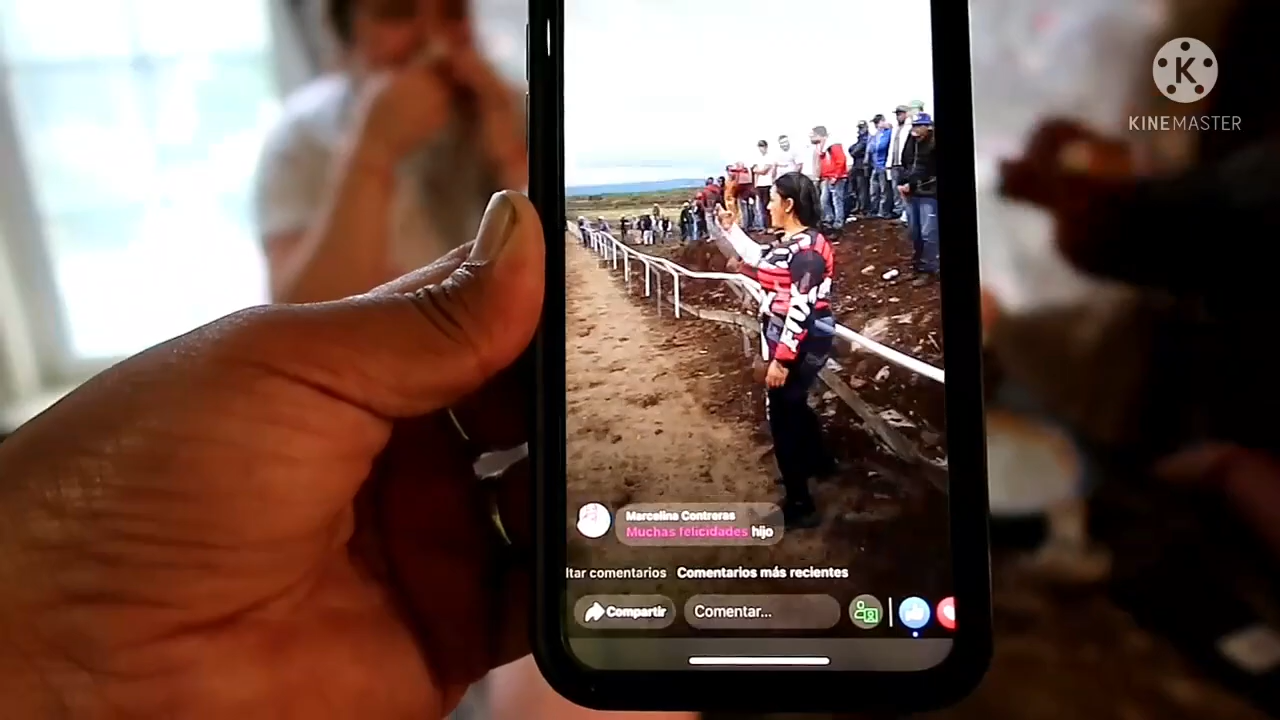 K
KINEMASTER
Marcelina Contreras
Muchas felicidades hijo
ltar comentarios Comentarios más recientes
Compartir Comentar...